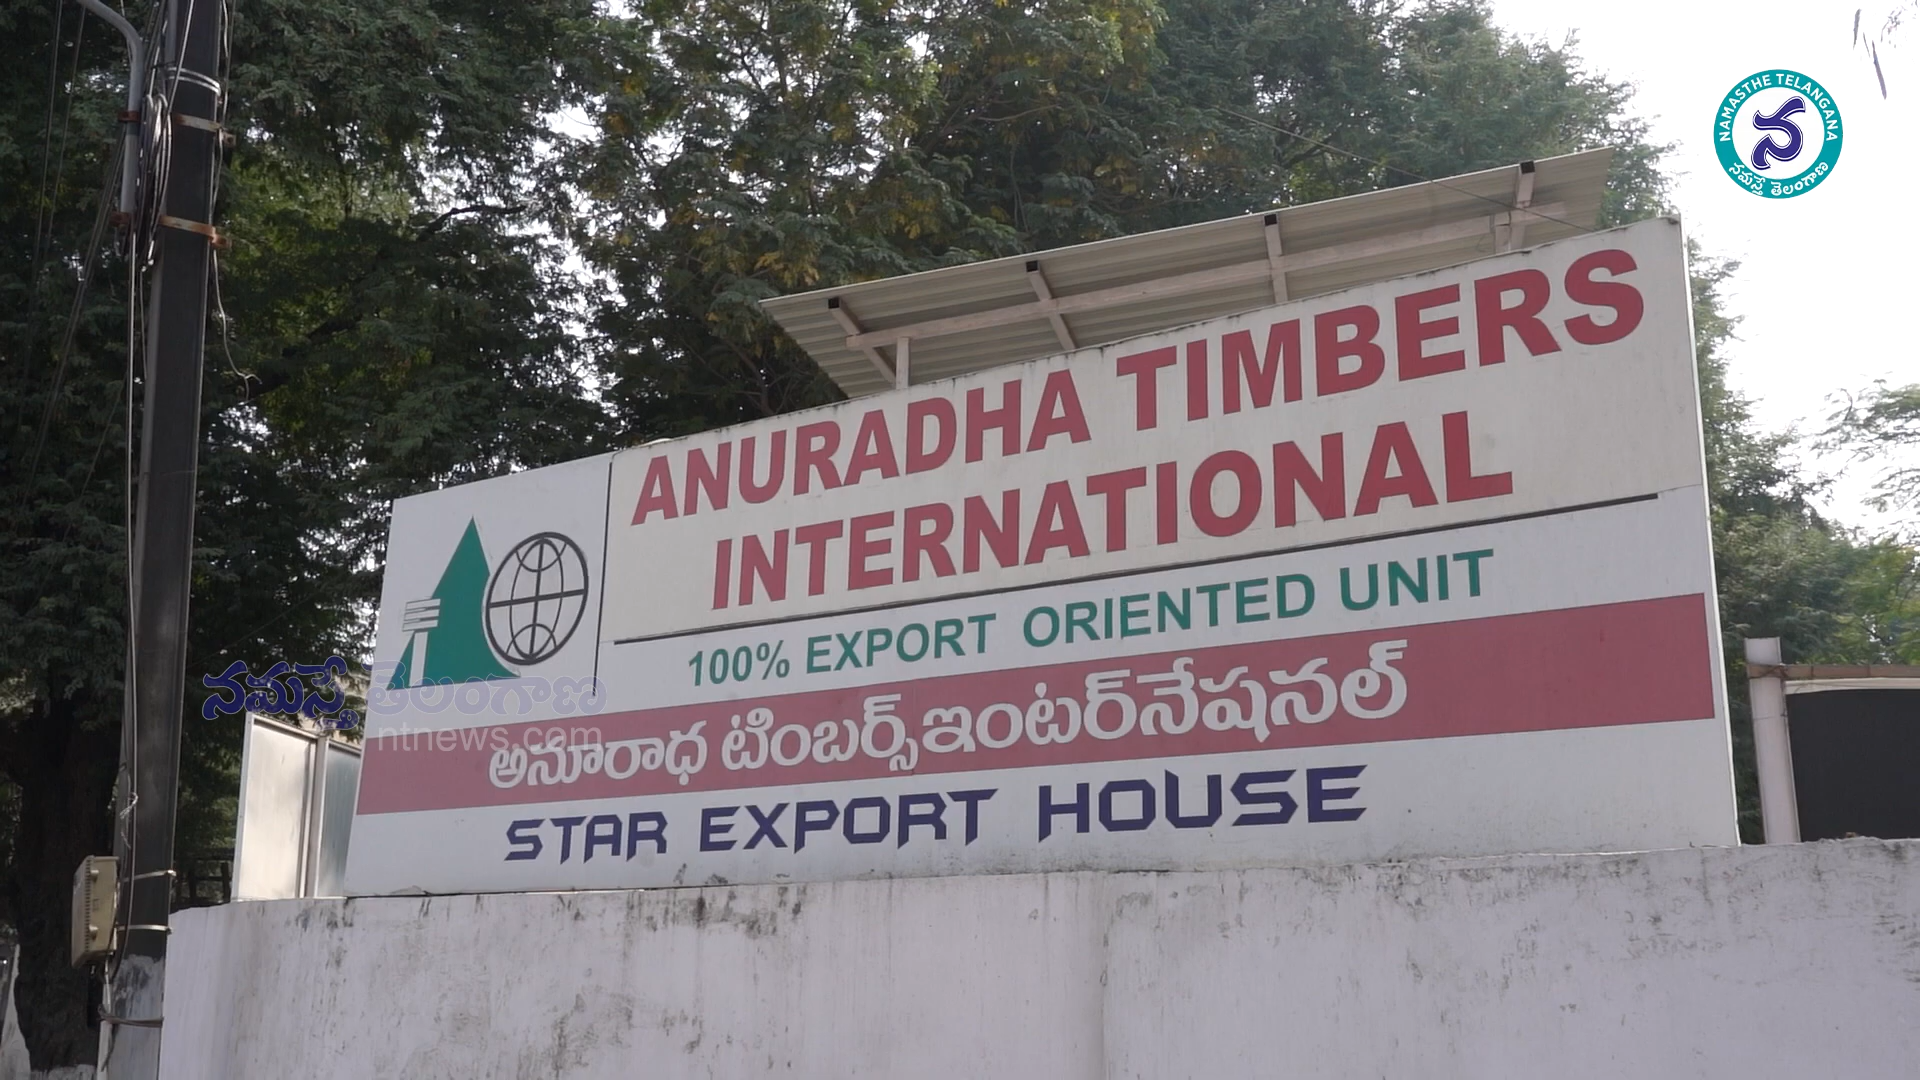 NAMASTHE TELANGANA
న
నమస్తే తెలంగాణ
ANURADHA TIMBERS
INTERNATIONAL
100% EXPORT ORIENTED UNIT
అనూరాధ టింబర్స్ ఇంటర్‌నేషనల్
STAR EXPORT HOUSE
నమస్తే తెలంగాణ
ntnews.com